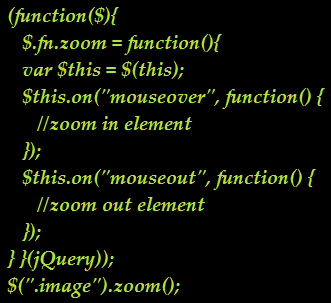 (function($){
$.fn.zoom = function(){
var $this = $(this);
$this.on("mouseover", function() {
//zoom in element
});
$this.on("mouseout", function() {
//zoom out element
});
} }(jQuery));
$(".image").zoom();